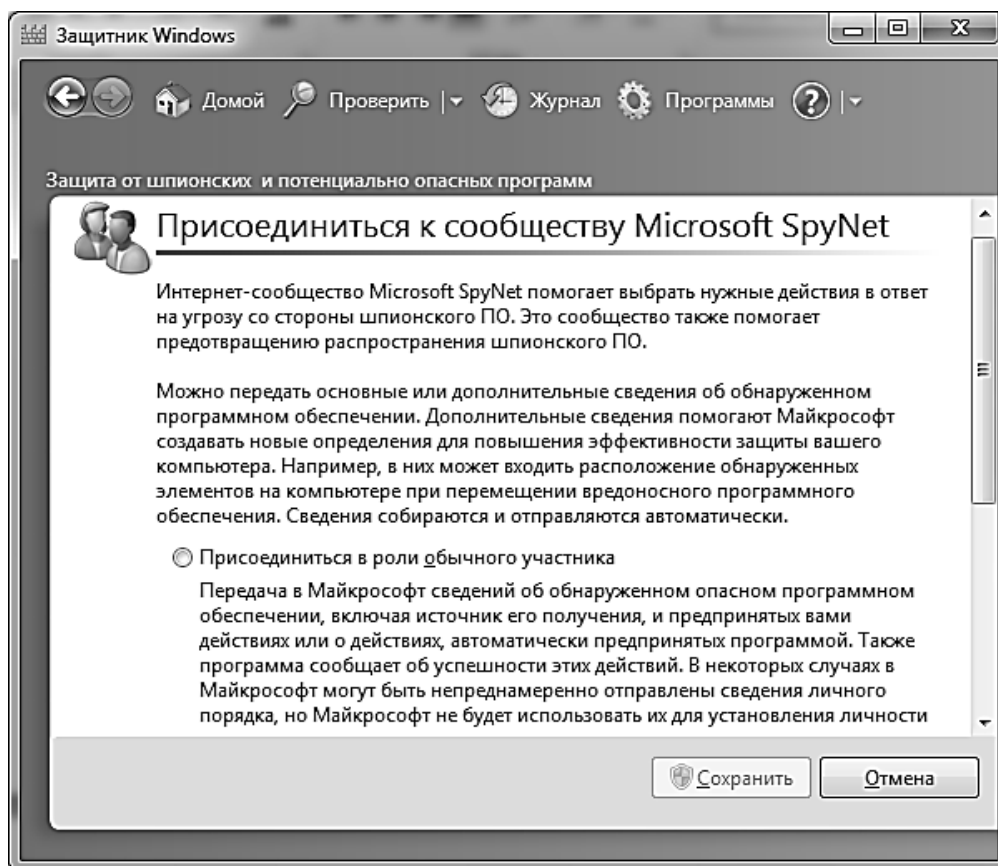 Защитник Windows
Домой Проверить Журнал Программы ?
Защита от шпионских и потенциально опасных программ
Присоединиться к сообществу Microsoft SpyNet
Интернет-сообщество Microsoft SpyNet помогает выбрать нужные действия в ответ
на угрозу со стороны шпионского ПО. Это сообщество также помогает
предотвращению распространения шпионского ПО.
Можно передать основные или дополнительные сведения об обнаруженном
программном обеспечении. Дополнительные сведения помогают Майкрософт
создавать новые определения для повышения эффективности защиты вашего
компьютера. Например, в них может входить расположение обнаруженных
элементов на компьютере при перемещении вредоносного программного
обеспечения. Сведения собираются и отправляются автоматически.
Присоединиться в роли обычного участника
Передача в Майкрософт сведений об обнаруженном опасном программном
обеспечении, включая источник его получения, и предпринятых вами
действиях или о действиях, автоматически предпринятых программой. Также
программа сообщает об успешности этих действий. В некоторых случаях в
Майкрософт могут быть непреднамеренно отправлены сведения личного
порядка, но Майкрософт не будет использовать их для установления личности
Сохранить Отмена